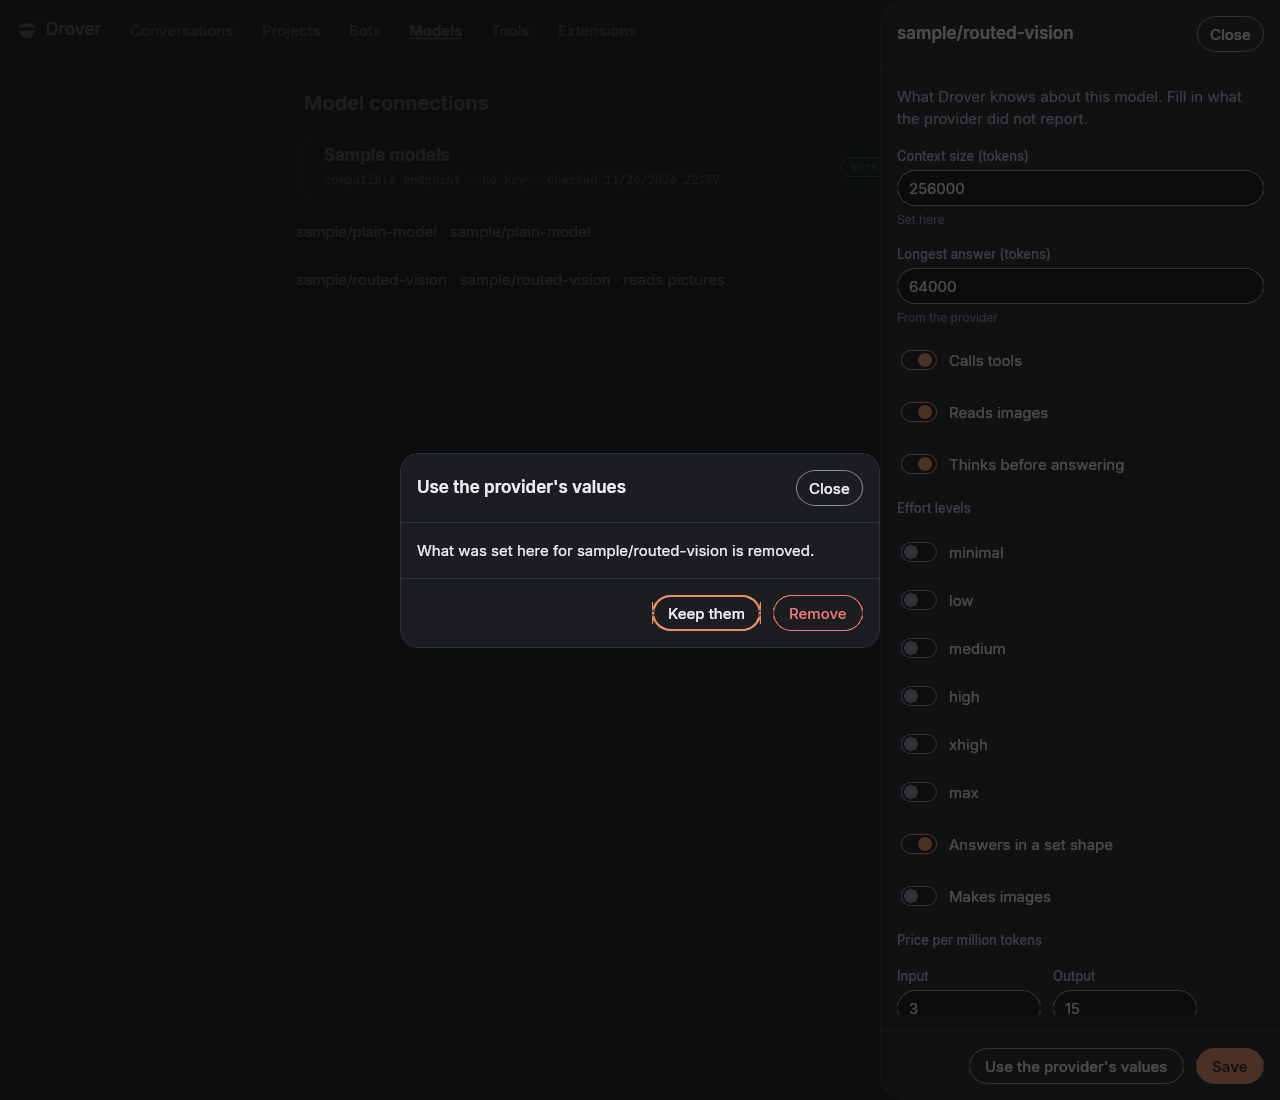 Drover
Conversations
Projects
Bots
Models
Tools
Extensions
Model connections
Sample models
compatible endpoint · no key · checked 11/26/2026 22:37
Work
sample/plain-model · sample/plain-model
sample/routed-vision · sample/routed-vision · reads pictures
sample/routed-vision
Close
What Drover knows about this model. Fill in what
the provider did not report.
Context size (tokens)
256000
Set here
Longest answer (tokens)
64000
From the provider
Calls tools
Reads images
Thinks before answering
Effort levels
minimal
low
medium
high
xhigh
max
Answers in a set shape
Makes images
Price per million tokens
Input
Output
3
15
Use the provider's values
Save
Use the provider's values
Close
What was set here for sample/routed-vision is removed.
Keep them
Remove